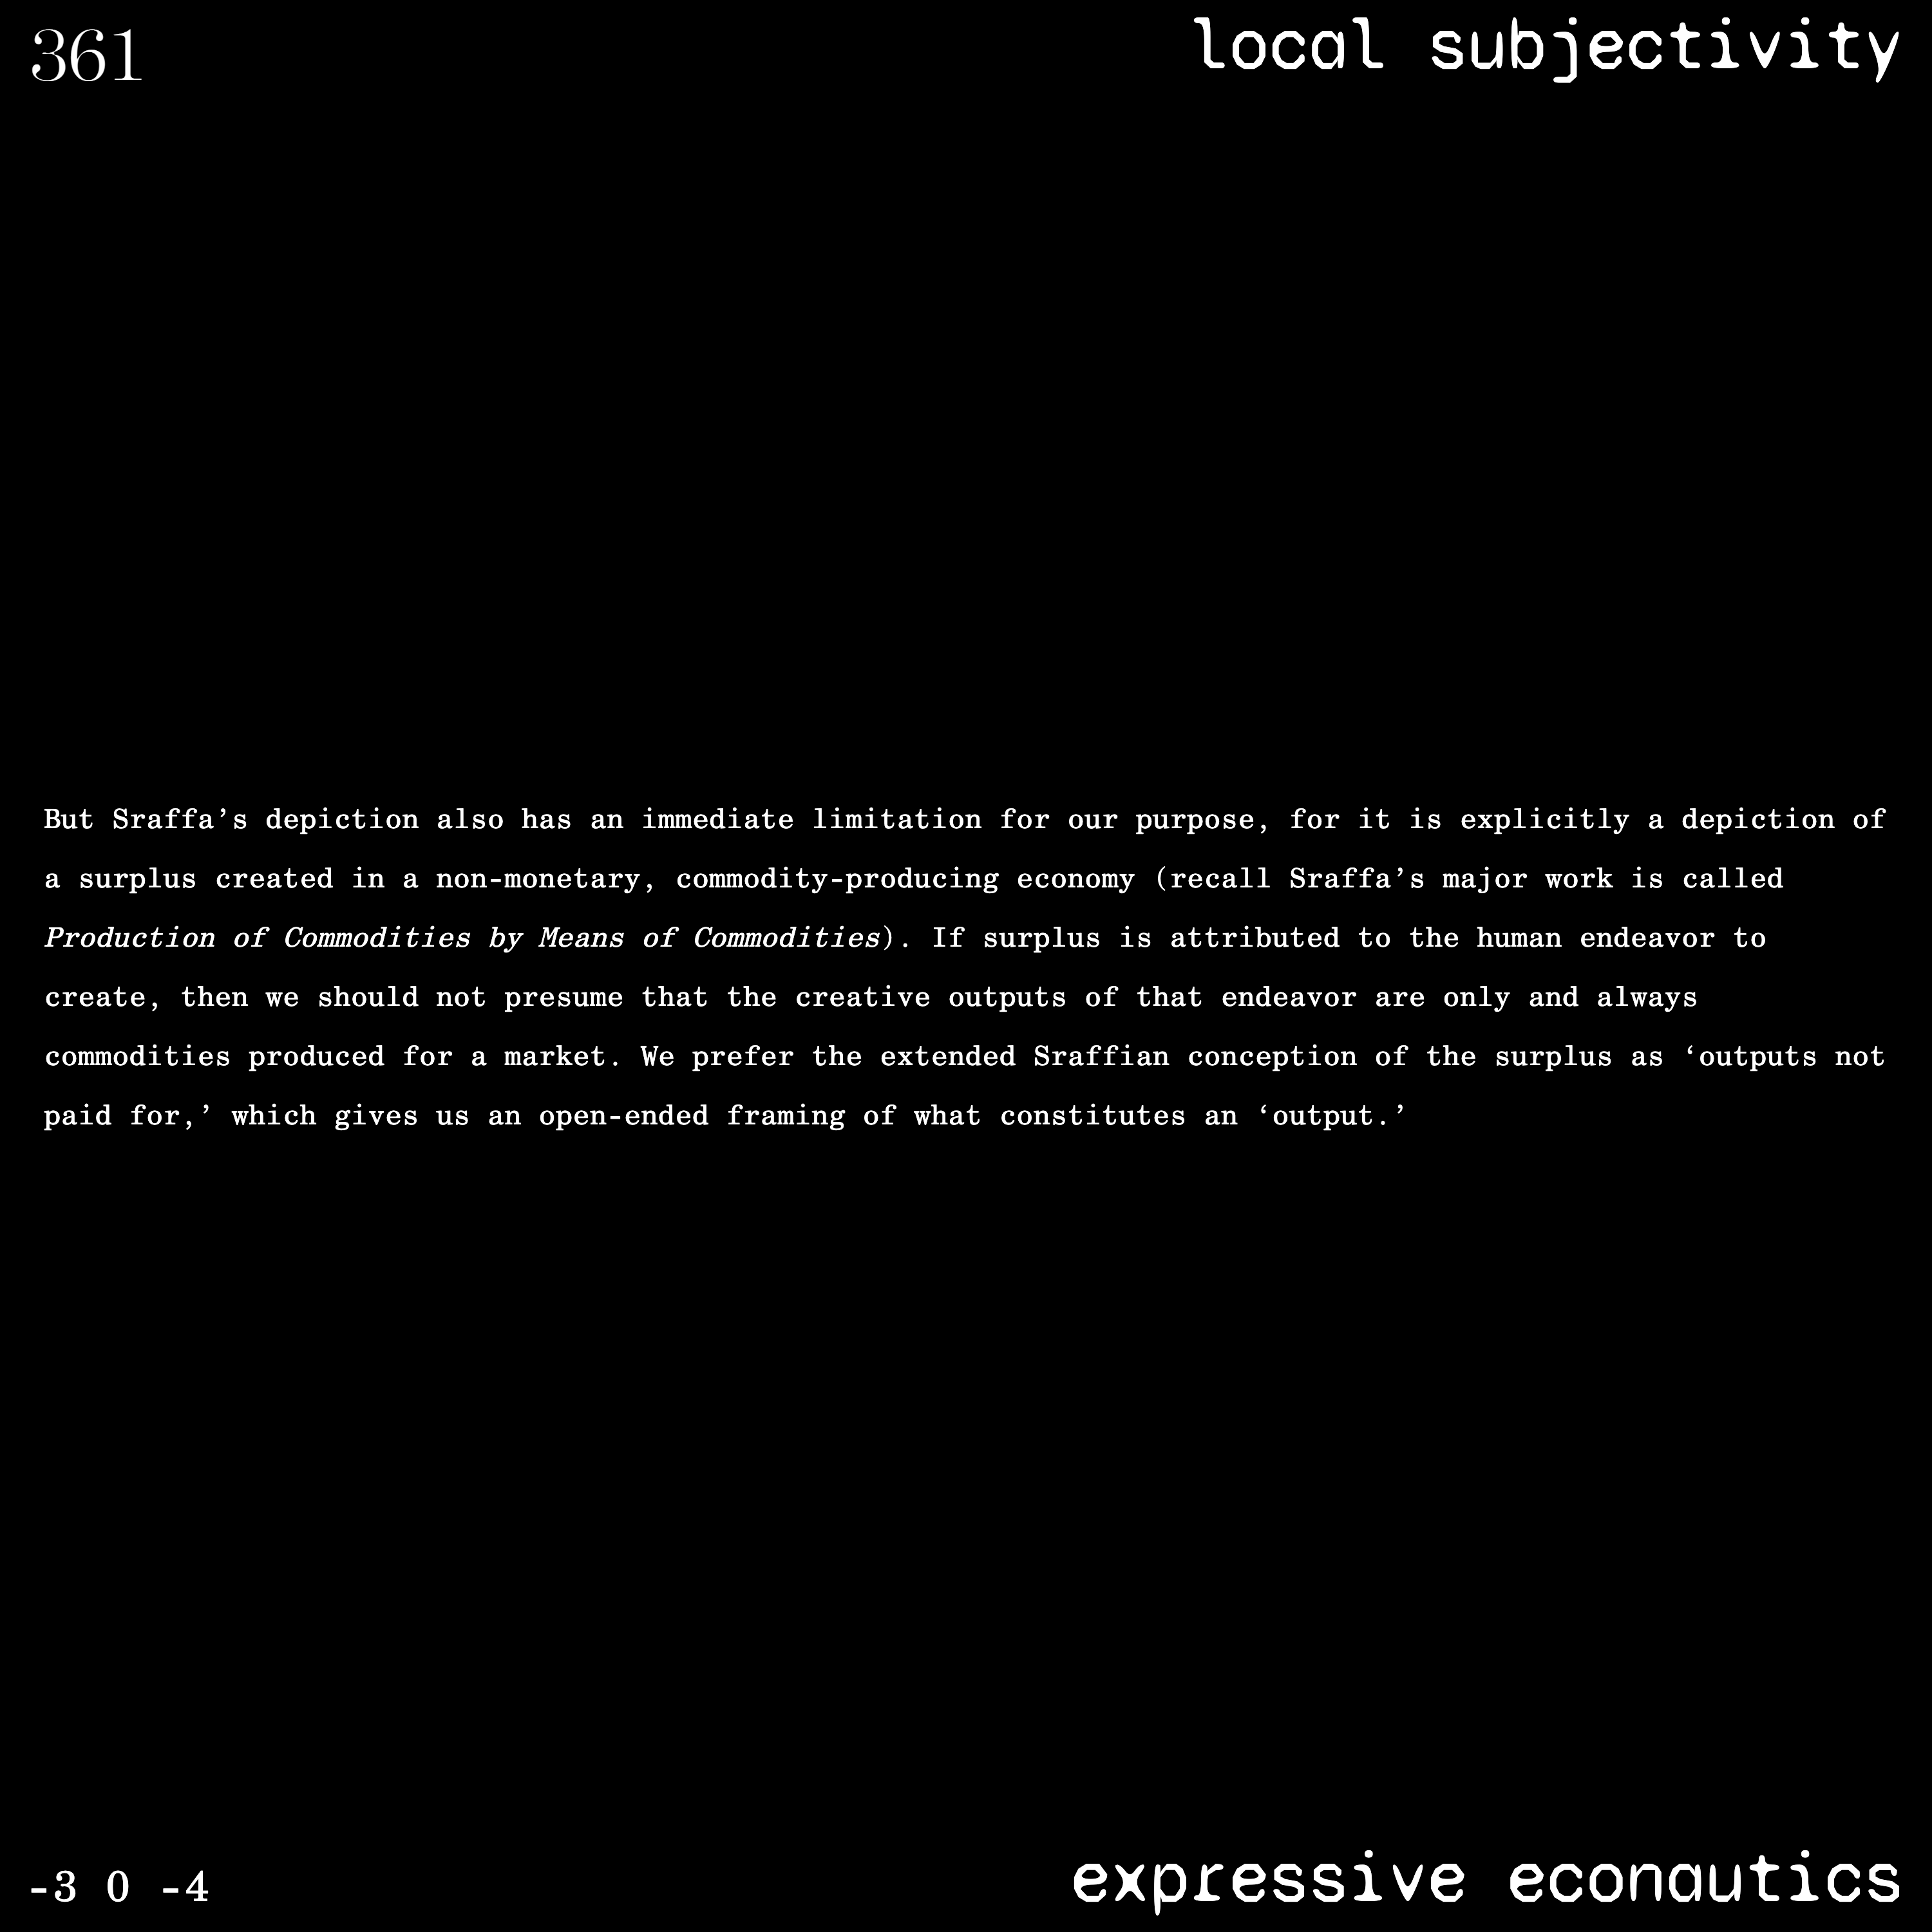 361
local subjectivity
But Sraffa’s depiction also has an immediate limitation for our purpose, for it is explicitly a depiction of
a surplus created in a non-monetary, commodity-producing economy (recall Sraffa’s major work is called
Production of Commodities by Means of Commodities). If surplus is attributed to the human endeavor to
create, then we should not presume that the creative outputs of that endeavor are only and always
commodities produced for a market. We prefer the extended Sraffian conception of the surplus as ‘outputs not
paid for,’ which gives us an open-ended framing of what constitutes an ‘output.’
-3 0 -4
expressive econautics